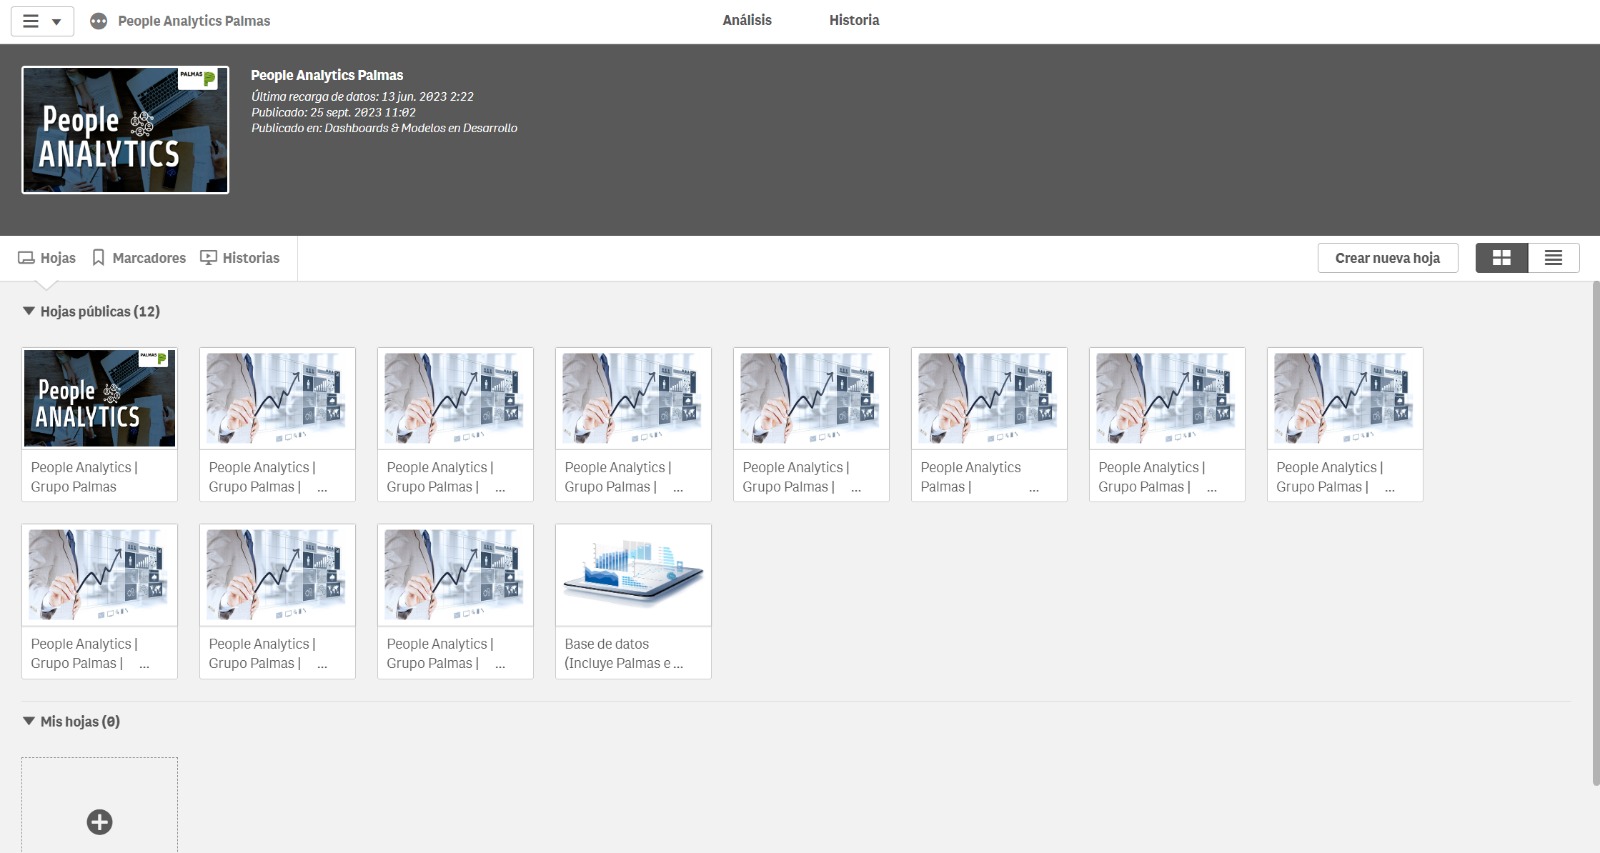 People Analytics Palmas
Análisis
Historia
PALMAS
People
ANALYTICS
People Analytics Palmas
Última recarga de datos: 13 jun. 2023 2:22
Publicado: 25 sept. 2023 11:02
Publicado en: Dashboards & Modelos en Desarrollo
Hojas
Marcadores
Historias
Crear nueva hoja
Hojas públicas (12)
PALMAS
People
ANALYTICS
People Analytics |
Grupo Palmas
People Analytics |
Grupo Palmas | ...
People Analytics |
Grupo Palmas | ...
People Analytics |
Grupo Palmas | ...
People Analytics |
Grupo Palmas | ...
People Analytics
Palmas | ...
People Analytics |
Grupo Palmas | ...
People Analytics |
Grupo Palmas | ...
People Analytics |
Grupo Palmas | ...
People Analytics |
Grupo Palmas | ...
People Analytics |
Grupo Palmas | ...
Base de datos
(Incluye Palmas e ...
Mis hojas (0)